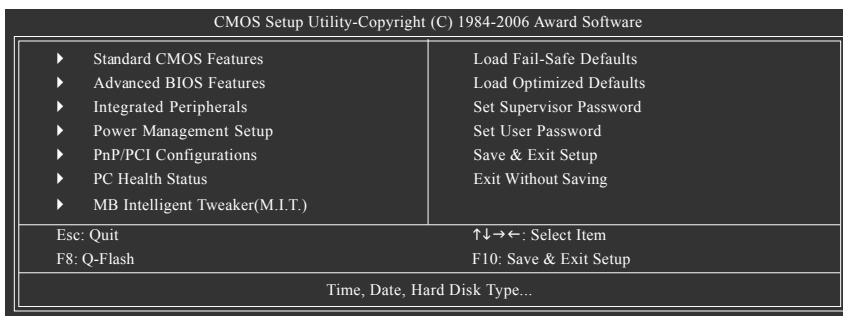 CMOS Setup Utility-Copyright (C) 1984-2006 Award Software
Standard CMOS Features
Advanced BIOS Features
Integrated Peripherals
Power Management Setup
PnP/PCI Configurations
PC Health Status
MB Intelligent Tweaker(M.I.T.)
Load Fail-Safe Defaults
Load Optimized Defaults
Set Supervisor Password
Set User Password
Save & Exit Setup
Exit Without Saving
Esc: Quit
↑↓→←: Select Item
F8: Q-Flash
F10: Save & Exit Setup
Time, Date, Hard Disk Type...